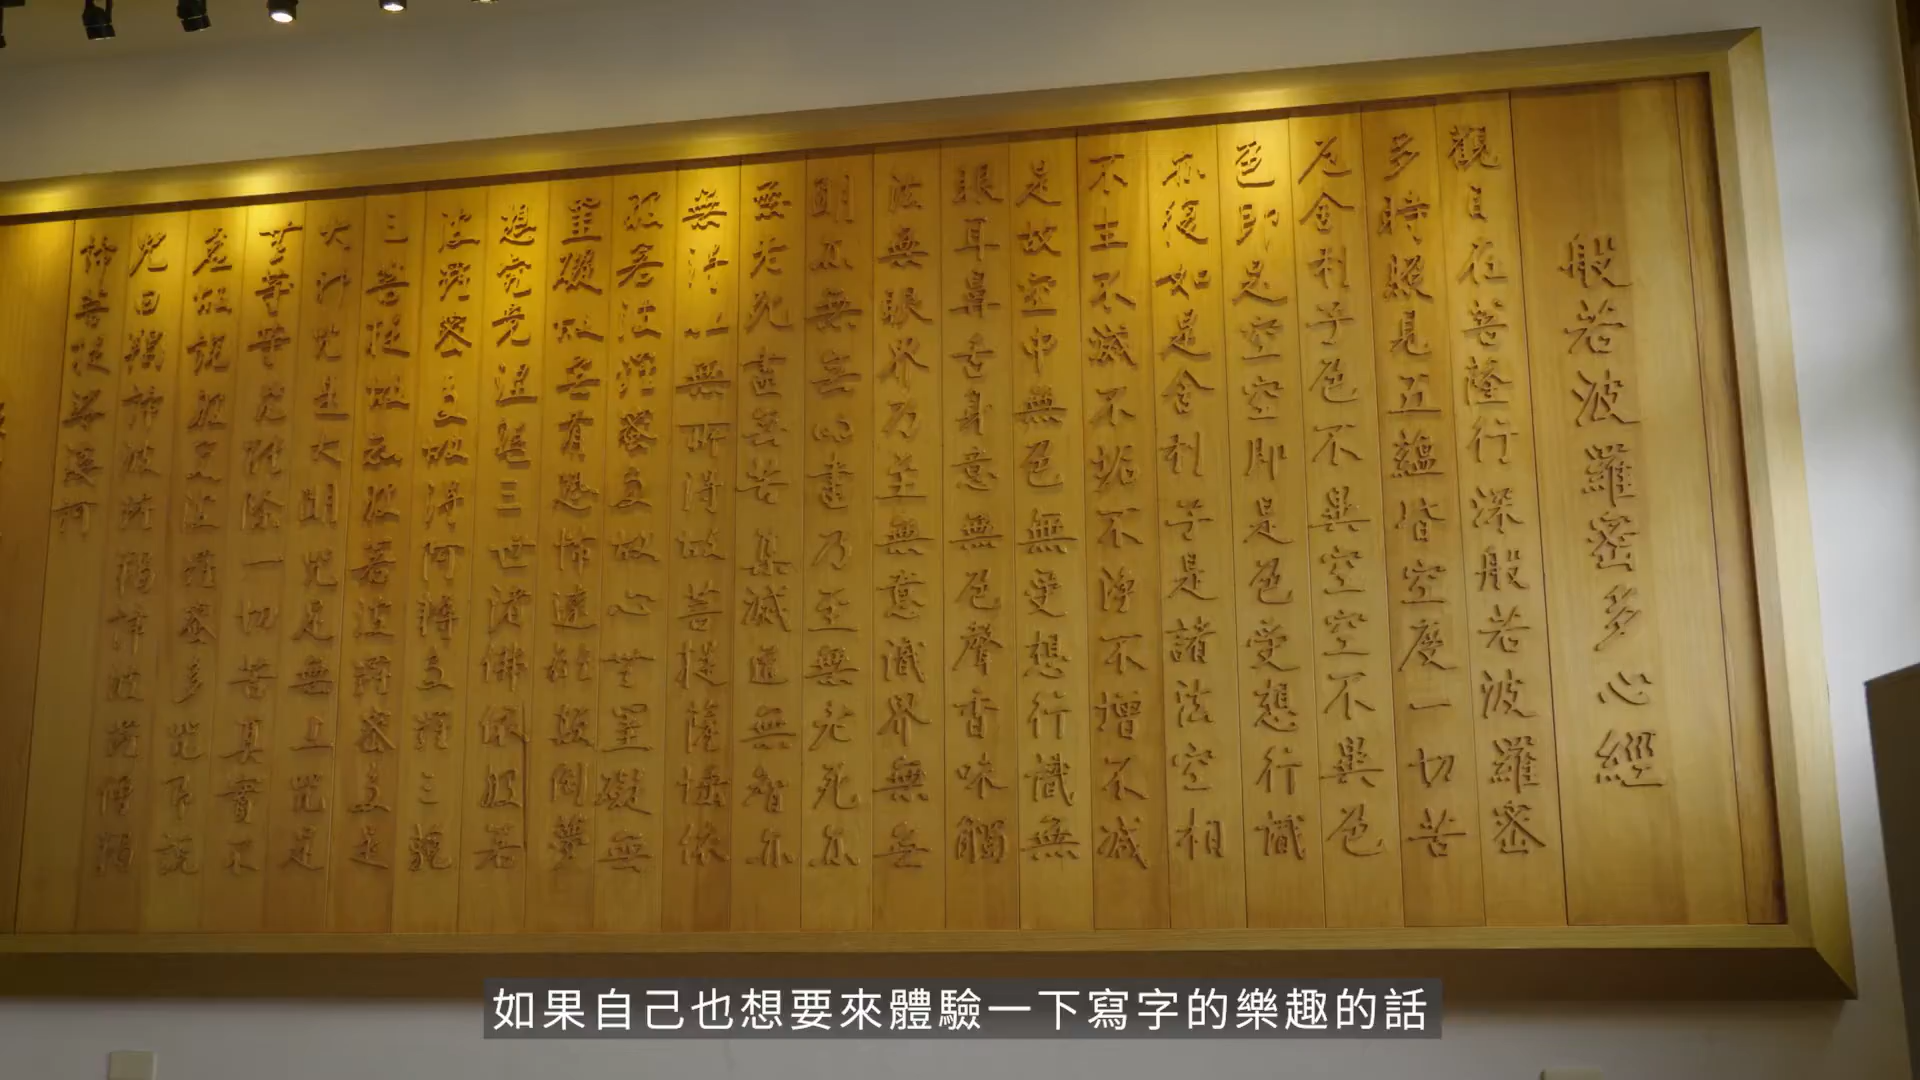 般若波羅密多心經
觀自在菩薩行深般若波羅密
多時照見五蘊皆空度一切苦
厄舍利子色不異空空不異色
色即是空空即是色受想行識
亦復如是舍利子是諸法空相
不生不滅不垢不淨不增不減
是故空中無色無受想行識無
眼耳鼻舌身意無色聲香味觸
法無眼界乃至無意識界無無
明亦無無明盡乃至無老死亦
無老死盡無苦集滅道無智亦
無得以無所得故菩提薩埵依
般若波羅蜜多故心無罣礙無
罣礙故無有恐怖遠離顛倒夢
想究竟涅槃三世諸佛依般若
波羅蜜多故得阿耨多羅三藐
三菩提故知般若波羅蜜多是
大神咒是大明咒是無上咒是
無等等咒能除一切苦真實不
虛故說般若波羅蜜多咒即說
咒曰揭諦揭諦波羅揭諦波羅僧揭
諦菩提娑婆訶
如果自己也想要來體驗一下寫字的樂趣的話